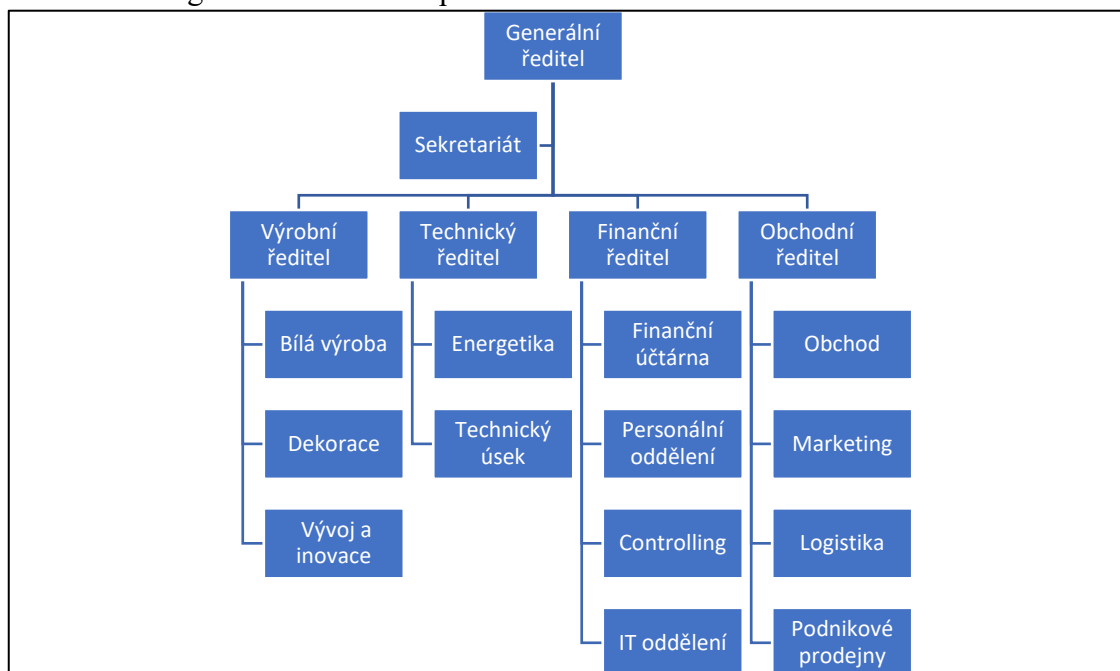 Generální
ředitel
Sekretariát
Výrobní
ředitel
Technický
ředitel
Finanční
ředitel
Obchodní
ředitel
Bílá výroba
Energetika
Finanční
účtárna
Obchod
Dekorace
Technický
úsek
Personální
oddělení
Marketing
Vývoj a
inovace
Controlling
Logistika
IT oddělení
Podnikové
prodejny